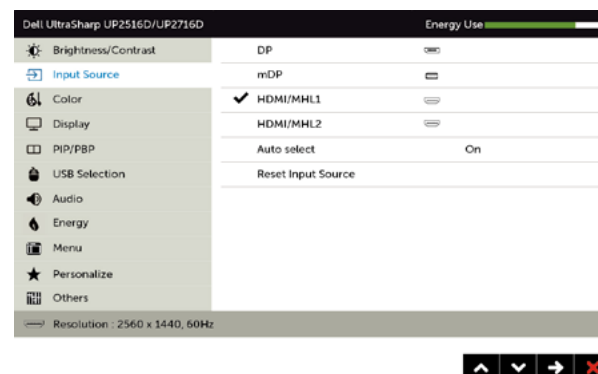 Dell UltraSharp UP2516D/UP2716D Energy Use
Brightness/Contrast DP
Input Source mDP
Color HDMI/MHL1
Display HDMI/MHL2
PIP/PBP Auto select On
USB Selection Reset Input Source
Audio
Energy
Menu
Personalize
Others
Resolution : 2560 x 1440, 60Hz